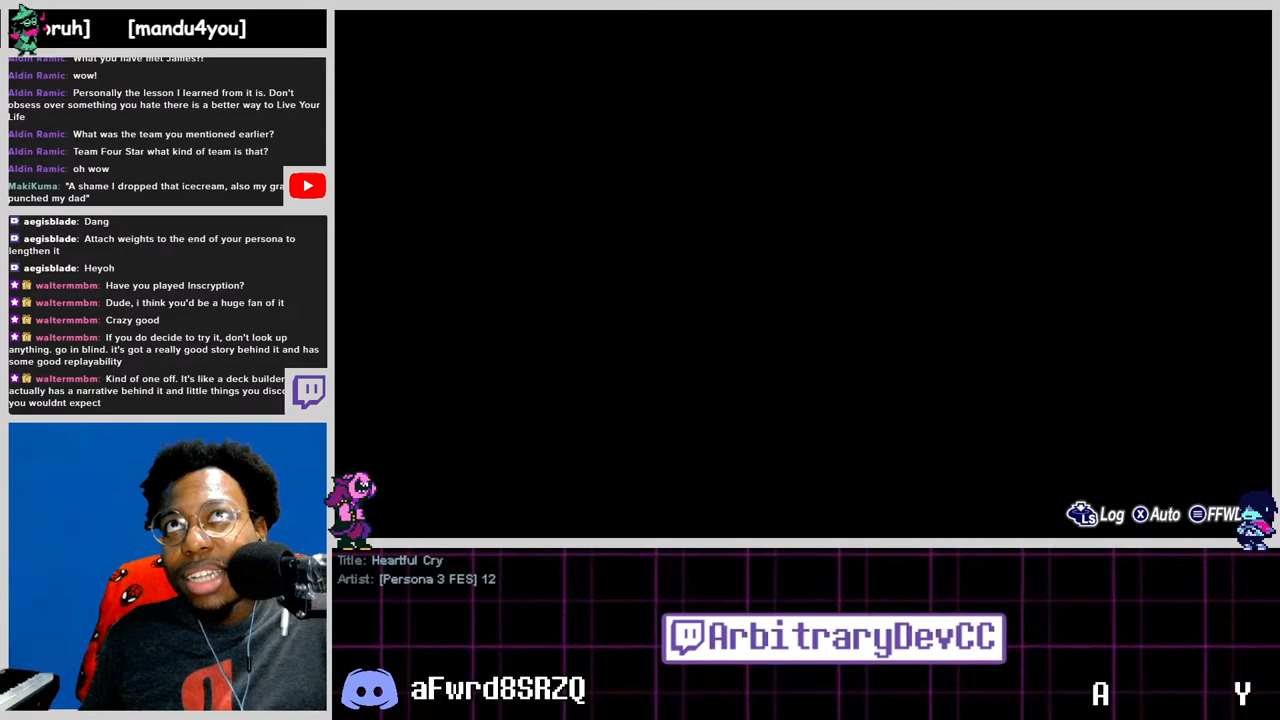 ruh] [mandu4you]
Aldin Ramic: What you have met James?!
Aldin Ramic: wow!
Aldin Ramic: Personally the lesson I learned from it is. Don't
obsess over something you hate there is a better way to Live Your
Life
Aldin Ramic: What was the team you mentioned earlier?
Aldin Ramic: Team Four Star what kind of team is that?
Aldin Ramic: oh wow
MakiKuma: "A shame I dropped that icecream, also my gra
punched my dad"
aegisblade: Dang
aegisblade: Attach weights to the end of your persona to
lengthen it
aegisblade: Heyoh
waltermmbm: Have you played Inscryption?
waltermmbm: Dude, i think you'd be a huge fan of it
waltermmbm: Crazy good
waltermmbm: If you do decide to try it, don't look up
anything. go in blind. it's got a really good story behind it and has
some good replayability
waltermmbm: Kind of one off. It's like a deck builder
actually has a narrative behind it and little things you disc
you wouldnt expect
LS Log X Auto FFWD
Title: Heartful Cry
Artist: [Persona 3 FES] 12
ArbitraryDevCC
aFwrd8SRZQ
A Y